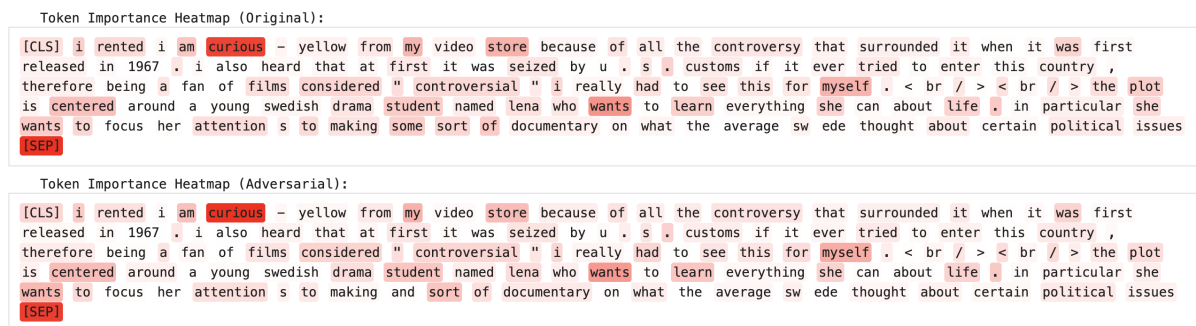 Token Importance Heatmap (Original):
[CLS] i rented i am curious - yellow from my video store because of all the controversy that surrounded it when it was first
released in 1967 . i also heard that at first it was seized by u . s . customs if it ever tried to enter this country ,
therefore being a fan of films considered " controversial " i really had to see this for myself . < br / > < br / > the plot
is centered around a young swedish drama student named lena who wants to learn everything she can about life . in particular she
wants to focus her attention s to making some sort of documentary on what the average sw ede thought about certain political issues
[SEP]
Token Importance Heatmap (Adversarial):
[CLS] i rented i am curious - yellow from my video store because of all the controversy that surrounded it when it was first
released in 1967 . i also heard that at first it was seized by u . s . customs if it ever tried to enter this country ,
therefore being a fan of films considered " controversial " i really had to see this for myself . < br / > < br / > the plot
is centered around a young swedish drama student named lena who wants to learn everything she can about life . in particular she
wants to focus her attention s to making and sort of documentary on what the average sw ede thought about certain political issues
[SEP]